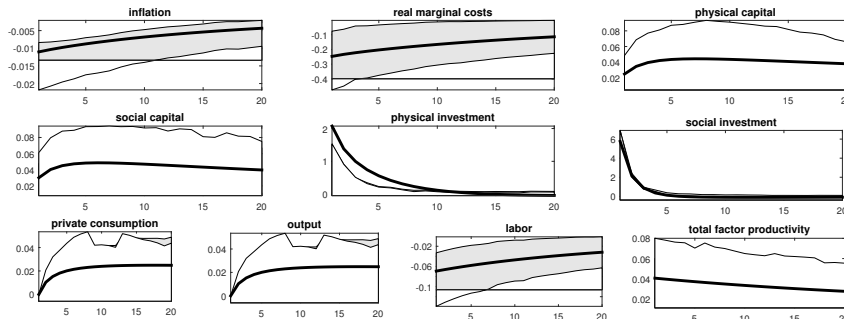 inflation
-0.005
-0.01
-0.015
-0.02
5 10 15 20
real marginal costs
-0.1
-0.2
-0.3
-0.4
5 10 15 20
physical capital
0.08
0.06
0.04
0.02
5 10 15 20
social capital
0.08
0.06
0.04
0.02
5 10 15 20
physical investment
2
1
0
5 10 15 20
social investment
6
4
2
0
5 10 15 20
private consumption
0.04
0.02
0
5 10 15 20
output
0.04
0.02
0
5 10 15 20
labor
-0.02
-0.06
-0.1
5 10 15 20
total factor productivity
0.08
0.06
0.04
0.02
5 10 15 20